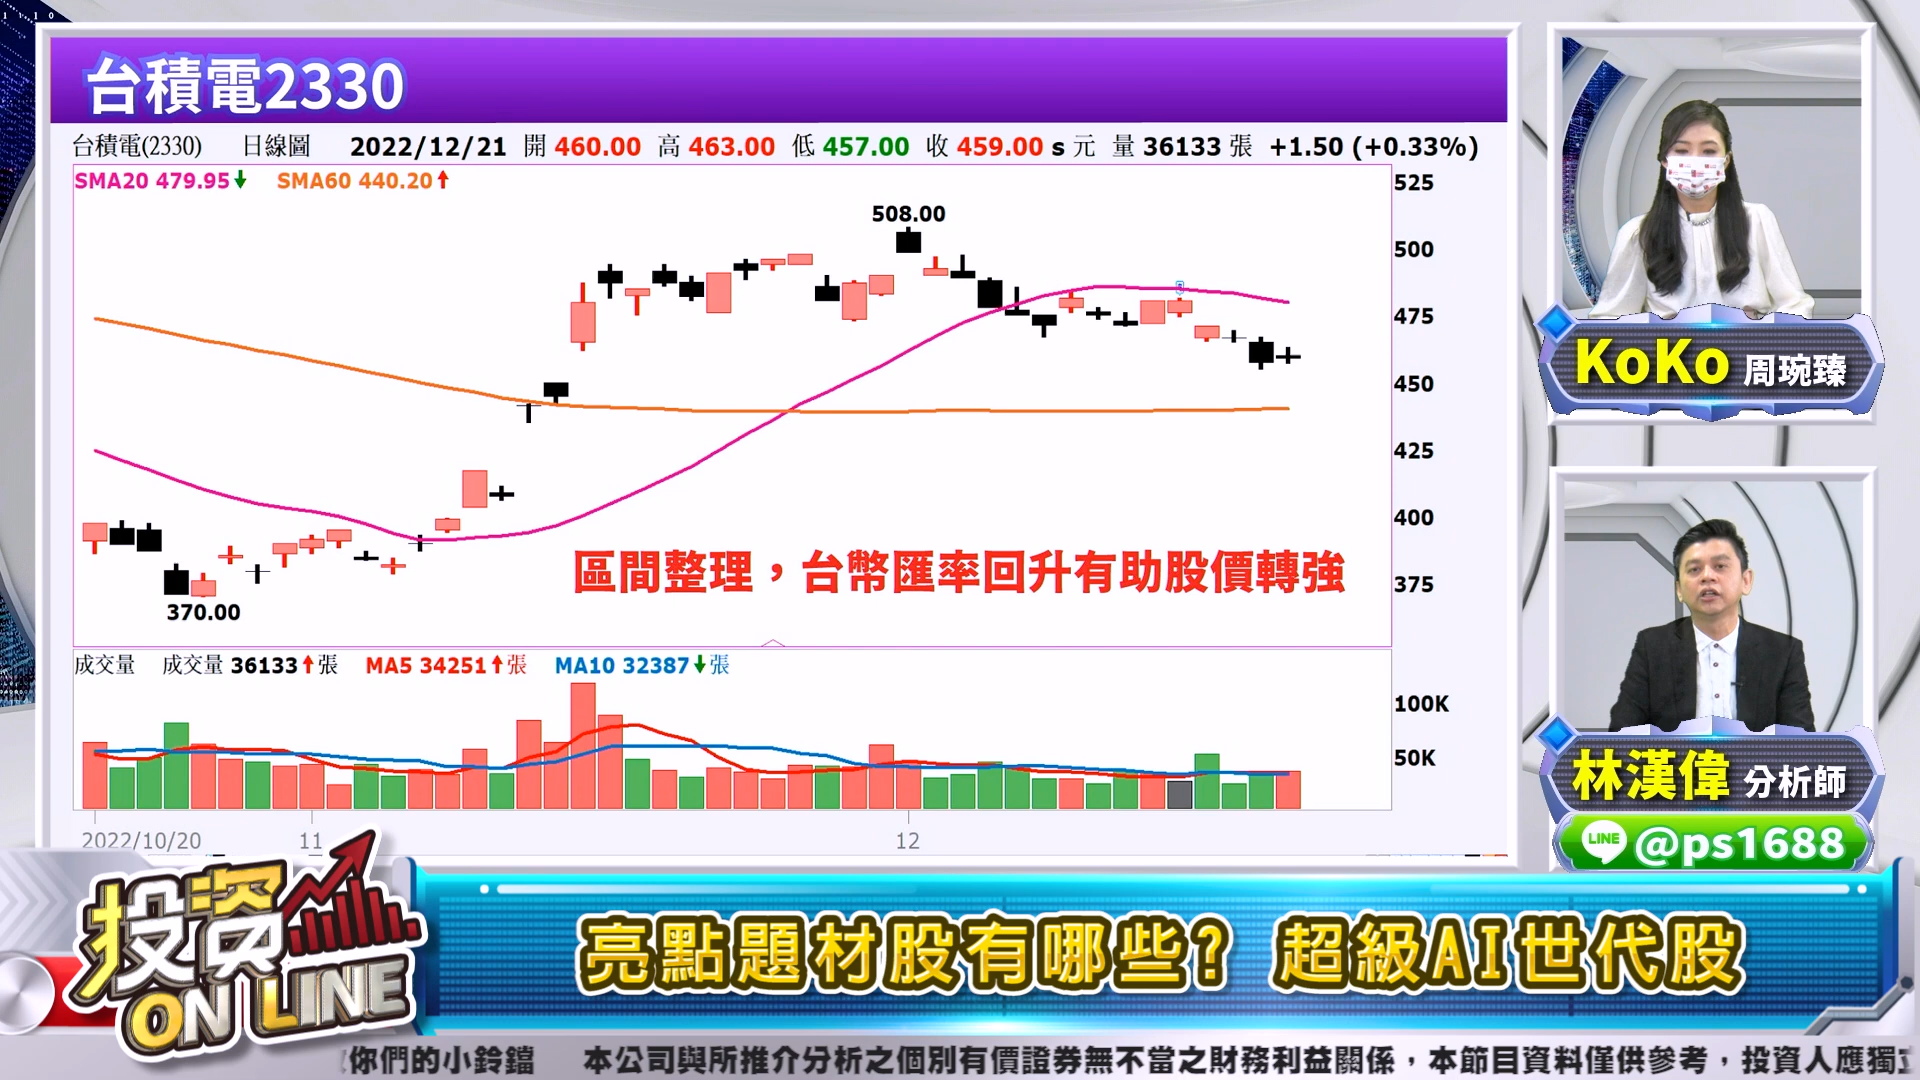 台積電2330
台積電(2330) 日線圖 2022/12/21 開 460.00 高 463.00 低 457.00 收 459.00 s 元 量 36133 張 +1.50 (+0.33%)
SMA20 479.95↓ SMA60 440.20↑
525
508.00
500
475
450
425
400
375
370.00
區間整理，台幣匯率回升有助股價轉強
成交量 成交量 36133↑張 MA5 34251↑張 MA10 32387↓張
100K
50K
2022/10/20 11 12
KoKo 周琬臻
林漢偉 分析師
LINE @ps1688
投資 ON LINE
亮點題材股有哪些? 超級AI世代股
你們的小鈴鐺 本公司與所推介分析之個別有價證券無不當之財務利益關係，本節目資料僅供參考，投資人應獨